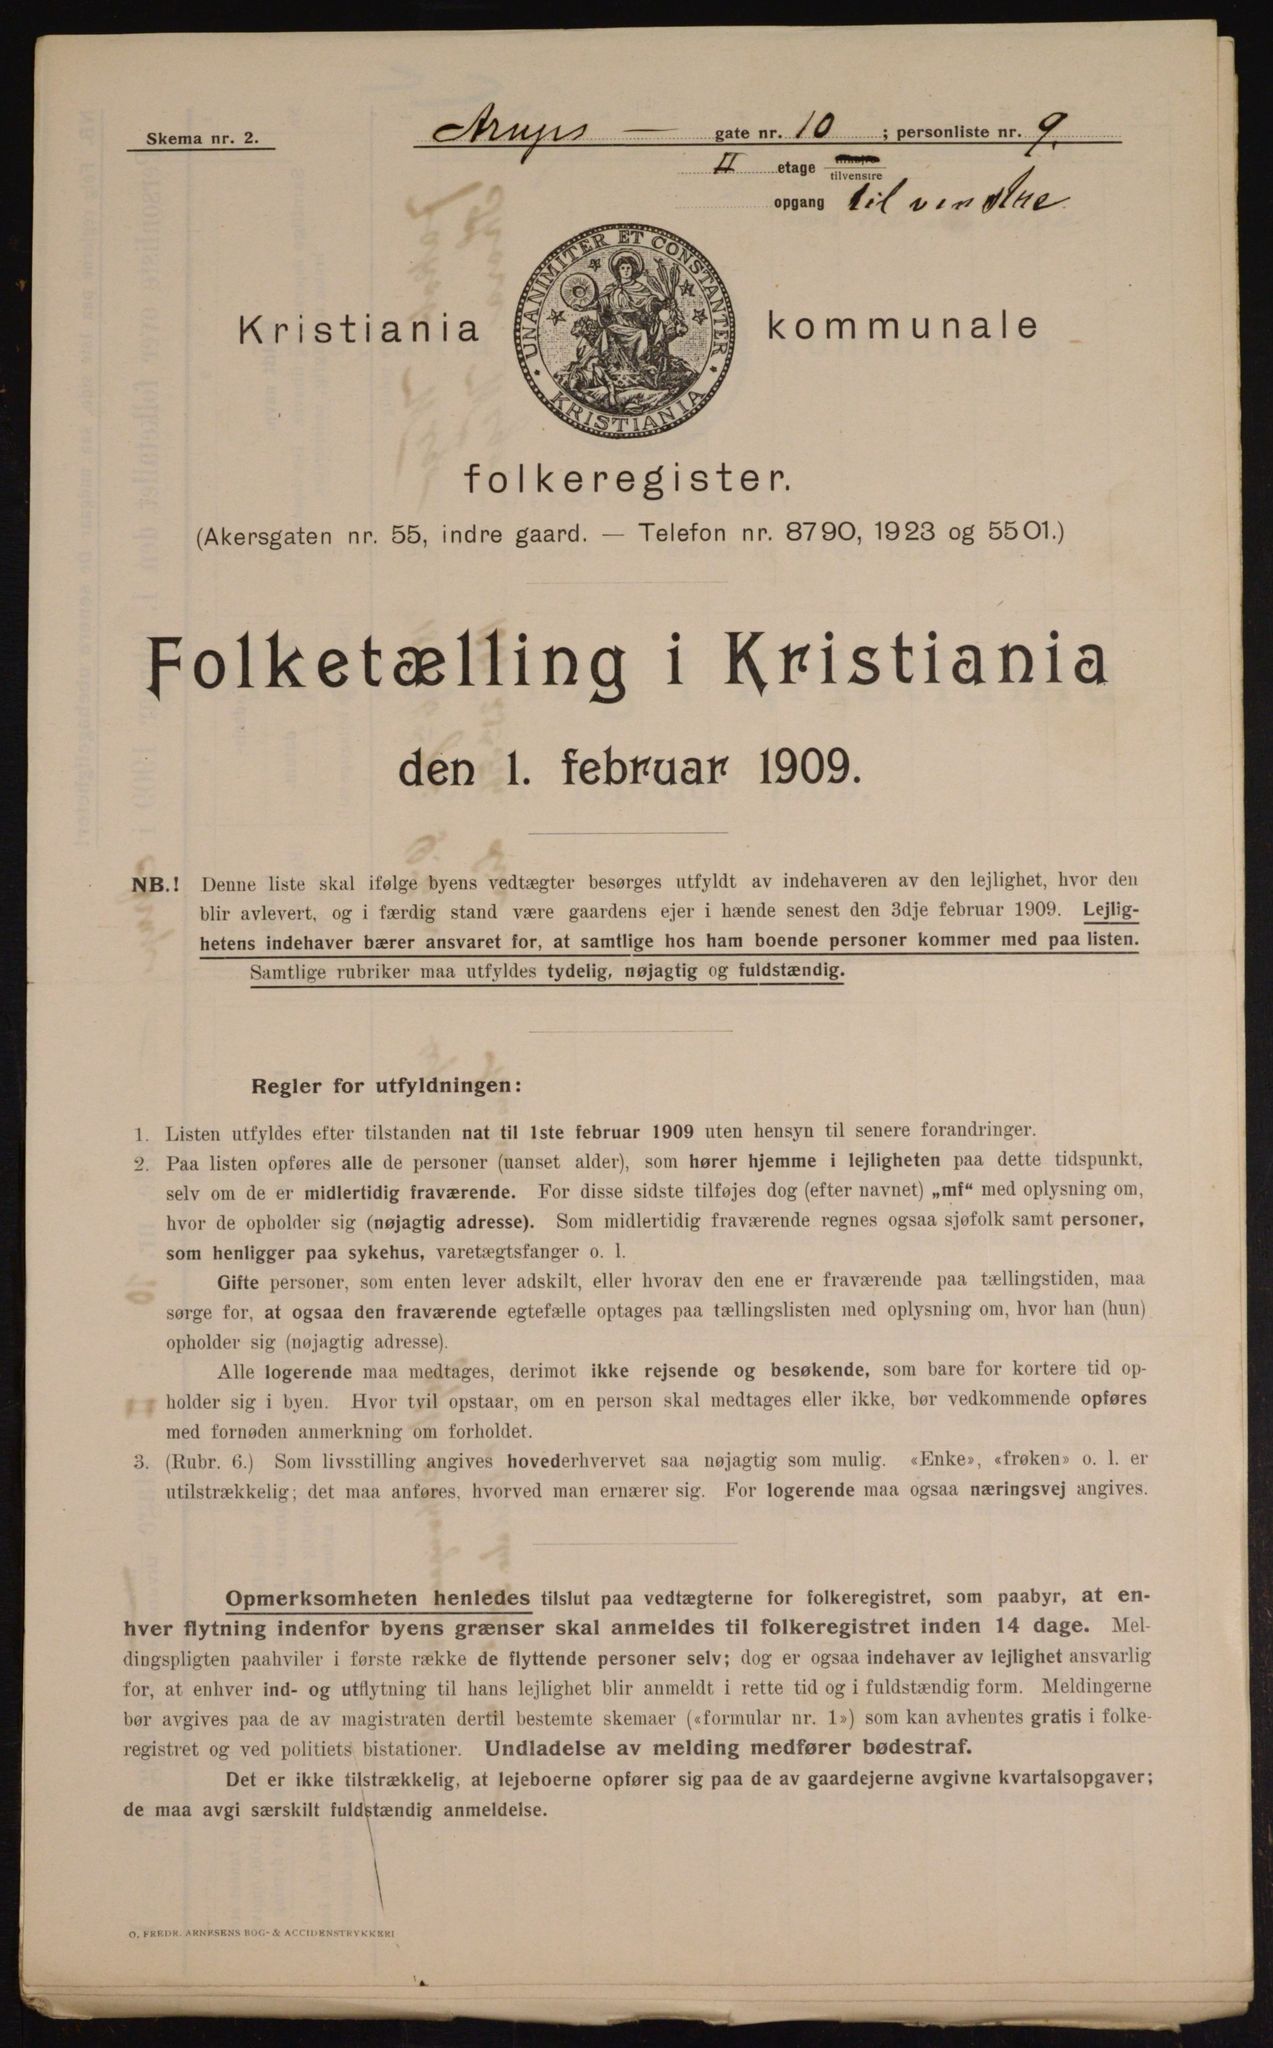 Skema nr. 2.
Arups — gate nr. 10 ; personliste nr. 9.
II etage tilhøjre
tilvenstre
opgang til venstre
UNANIMITER ET CONSTANTER
KRISTIANIA
Kristiania kommunale
folkeregister.
(Akersgaten nr. 55, indre gaard. — Telefon nr. 8790, 1923 og 5501.)
Folketælling i Kristiania
den 1. februar 1909.
NB.! Denne liste skal ifølge byens vedtægter besørges utfyldt av indehaveren av den lejlighet, hvor den
blir avlevert, og i færdig stand være gaardens ejer i hænde senest den 3dje februar 1909. Lejlig-
hetens indehaver bærer ansvaret for, at samtlige hos ham boende personer kommer med paa listen.
Samtlige rubriker maa utfyldes tydelig, nøjagtig og fuldstændig.
Regler for utfyldningen:
1. Listen utfyldes efter tilstanden nat til 1ste februar 1909 uten hensyn til senere forandringer.
2. Paa listen opføres alle de personer (uanset alder), som hører hjemme i lejligheten paa dette tidspunkt,
selv om de er midlertidig fraværende. For disse sidste tilføjes dog (efter navnet) „mf“ med oplysning om,
hvor de opholder sig (nøjagtig adresse). Som midlertidig fraværende regnes ogsaa sjøfolk samt personer,
som henligger paa sykehus, varetægtsfanger o. l.
Gifte personer, som enten lever adskilt, eller hvorav den ene er fraværende paa tællingstiden, maa
sørge for, at ogsaa den fraværende egtefælle optages paa tællingslisten med oplysning om, hvor han (hun)
opholder sig (nøjagtig adresse).
Alle logerende maa medtages, derimot ikke rejsende og besøkende, som bare for kortere tid op-
holder sig i byen. Hvor tvil opstaar, om en person skal medtages eller ikke, bør vedkommende opføres
med fornøden anmerkning om forholdet.
3. (Rubr. 6.) Som livsstilling angives hovederhvervet saa nøjagtig som mulig. «Enke», «frøken» o. l. er
utilstrækkelig; det maa anføres, hvorved man ernærer sig. For logerende maa ogsaa næringsvej angives.
Opmerksomheten henledes tilslut paa vedtægterne for folkeregistret, som paabyr, at en-
hver flytning indenfor byens grænser skal anmeldes til folkeregistret inden 14 dage. Mel-
dingspligten paahviler i første række de flyttende personer selv; dog er ogsaa indehaver av lejlighet ansvarlig
for, at enhver ind- og utflytning til hans lejlighet blir anmeldt i rette tid og i fuldstændig form. Meldingerne
bør avgives paa de av magistraten dertil bestemte skemaer («formular nr. 1») som kan avhentes gratis i folke-
registret og ved politiets bistationer. Undladelse av melding medfører bødestraf.
Det er ikke tilstrækkelig, at lejeboerne opfører sig paa de av gaardejerne avgivne kvartalsopgaver;
de maa avgi særskilt fuldstændig anmeldelse.
O. FREDR. ARNESENS BOG- & ACCIDENSTRYKKERI